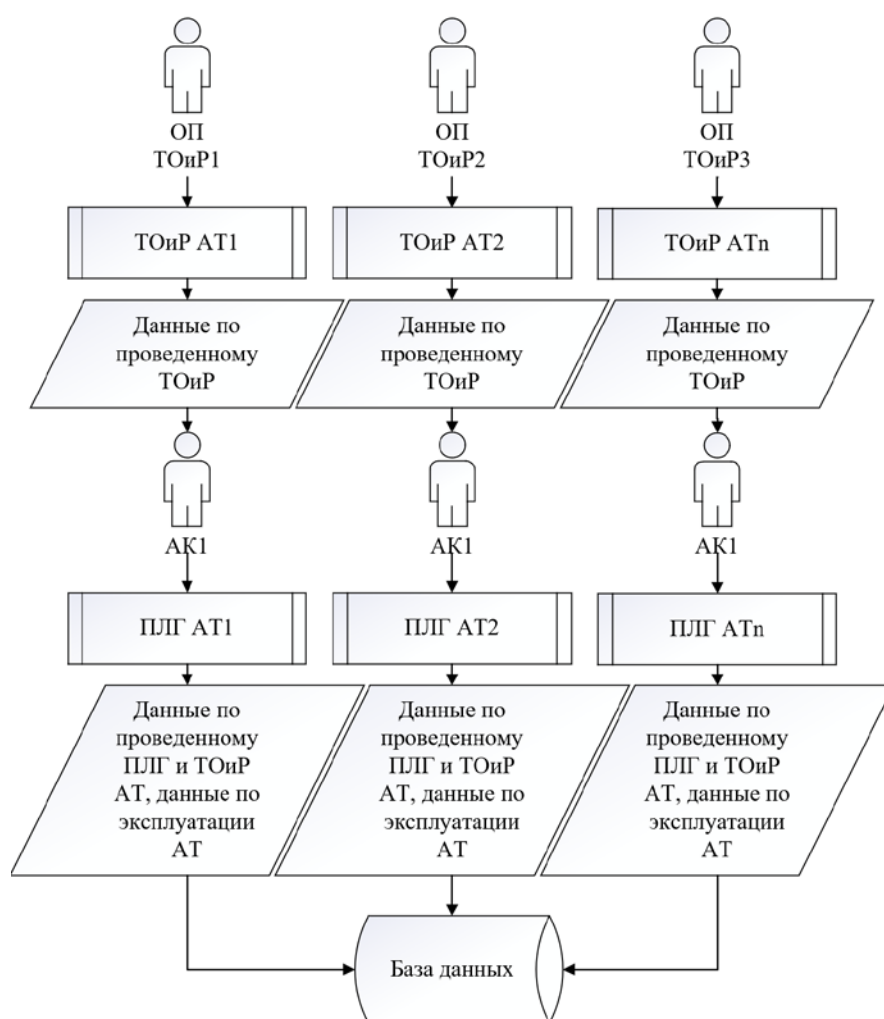 ОП
ТОиР1
ОП
ТОиР2
ОП
ТОиР3
ТОиР АТ1
ТОиР АТ2
ТОиР АТn
Данные по
проведенному
ТОиР
Данные по
проведенному
ТОиР
Данные по
проведенному
ТОиР
АК1
АК1
АК1
ПЛГ АТ1
ПЛГ АТ2
ПЛГ АТn
Данные по
проведенному
ПЛГ и ТОиР
АТ, данные по
эксплуатации
АТ
Данные по
проведенному
ПЛГ и ТОиР
АТ, данные по
эксплуатации
АТ
Данные по
проведенному
ПЛГ и ТОиР
АТ, данные по
эксплуатации
АТ
База данных